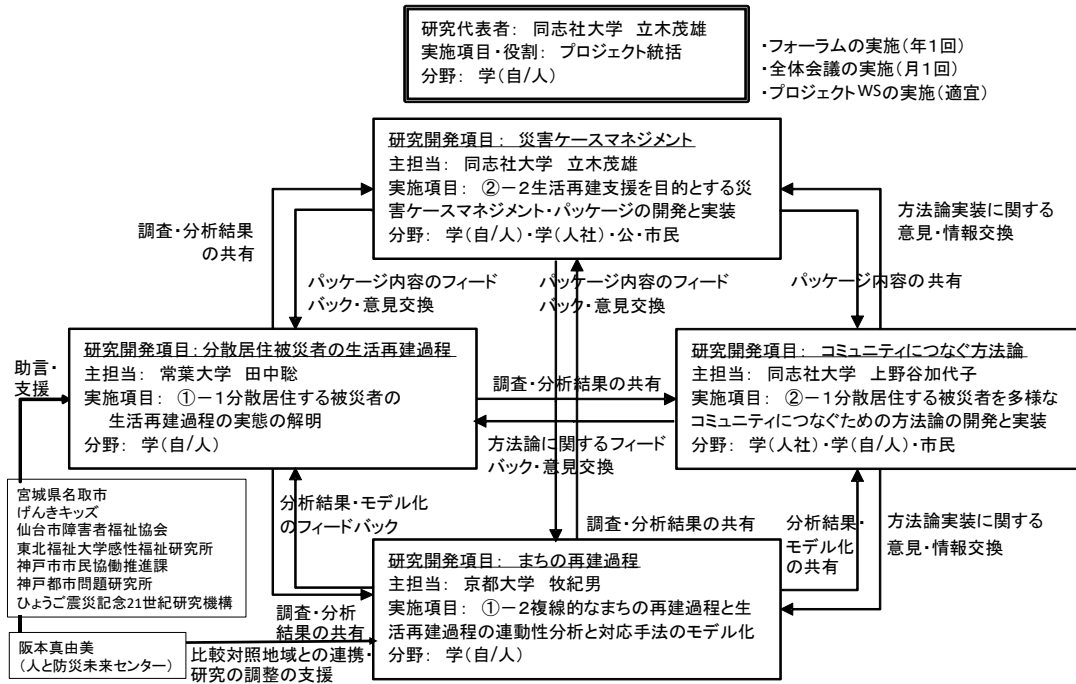 研究代表者： 同志社大学 立木茂雄
実施項目・役割： プロジェクト統括
分野： 学(自/人)
・フォーラムの実施(年１回)
・全体会議の実施(月１回)
・プロジェクトWSの実施(適宜)
研究開発項目： 災害ケースマネジメント
主担当： 同志社大学 立木茂雄
実施項目： ②－２生活再建支援を目的とする災
害ケースマネジメント・パッケージの開発と実装
分野： 学(自/人)・学(人社)・公・市民
調査・分析結果
の共有
方法論実装に関する
意見・情報交換
パッケージ内容のフィード
バック・意見交換
パッケージ内容のフィード
バック・意見交換
パッケージ内容の共有
助言・
支援
研究開発項目：分散居住被災者の生活再建過程
主担当： 常葉大学 田中聡
実施項目： ①－1分散居住する被災者の
生活再建過程の実態の解明
分野： 学(自/人)
調査・分析結果の共有
方法論に関するフィード
バック・意見交換
研究開発項目： コミュニティにつなぐ方法論
主担当： 同志社大学 上野谷加代子
実施項目： ②－1分散居住する被災者を多様な
コミュニティにつなぐための方法論の開発と実装
分野： 学(人社)・学(自/人)・市民
宮城県名取市
げんきキッズ
仙台市障害者福祉協会
東北福祉大学感性福祉研究所
神戸市市民協働推進課
神戸都市問題研究所
ひょうご震災記念21世紀研究機構
分析結果・モデル化
のフィードバック
調査・分析結果の共有
分析結果・
モデル化
の共有
方法論実装に関する
意見・情報交換
研究開発項目： まちの再建過程
主担当： 京都大学 牧紀男
実施項目： ①－２複線的なまちの再建過程と生
活再建過程の連動性分析と対応手法のモデル化
分野： 学(自/人)
調査・分析
結果の共有
阪本真由美
(人と防災未来センター)
比較対照地域との連携・
研究の調整の支援